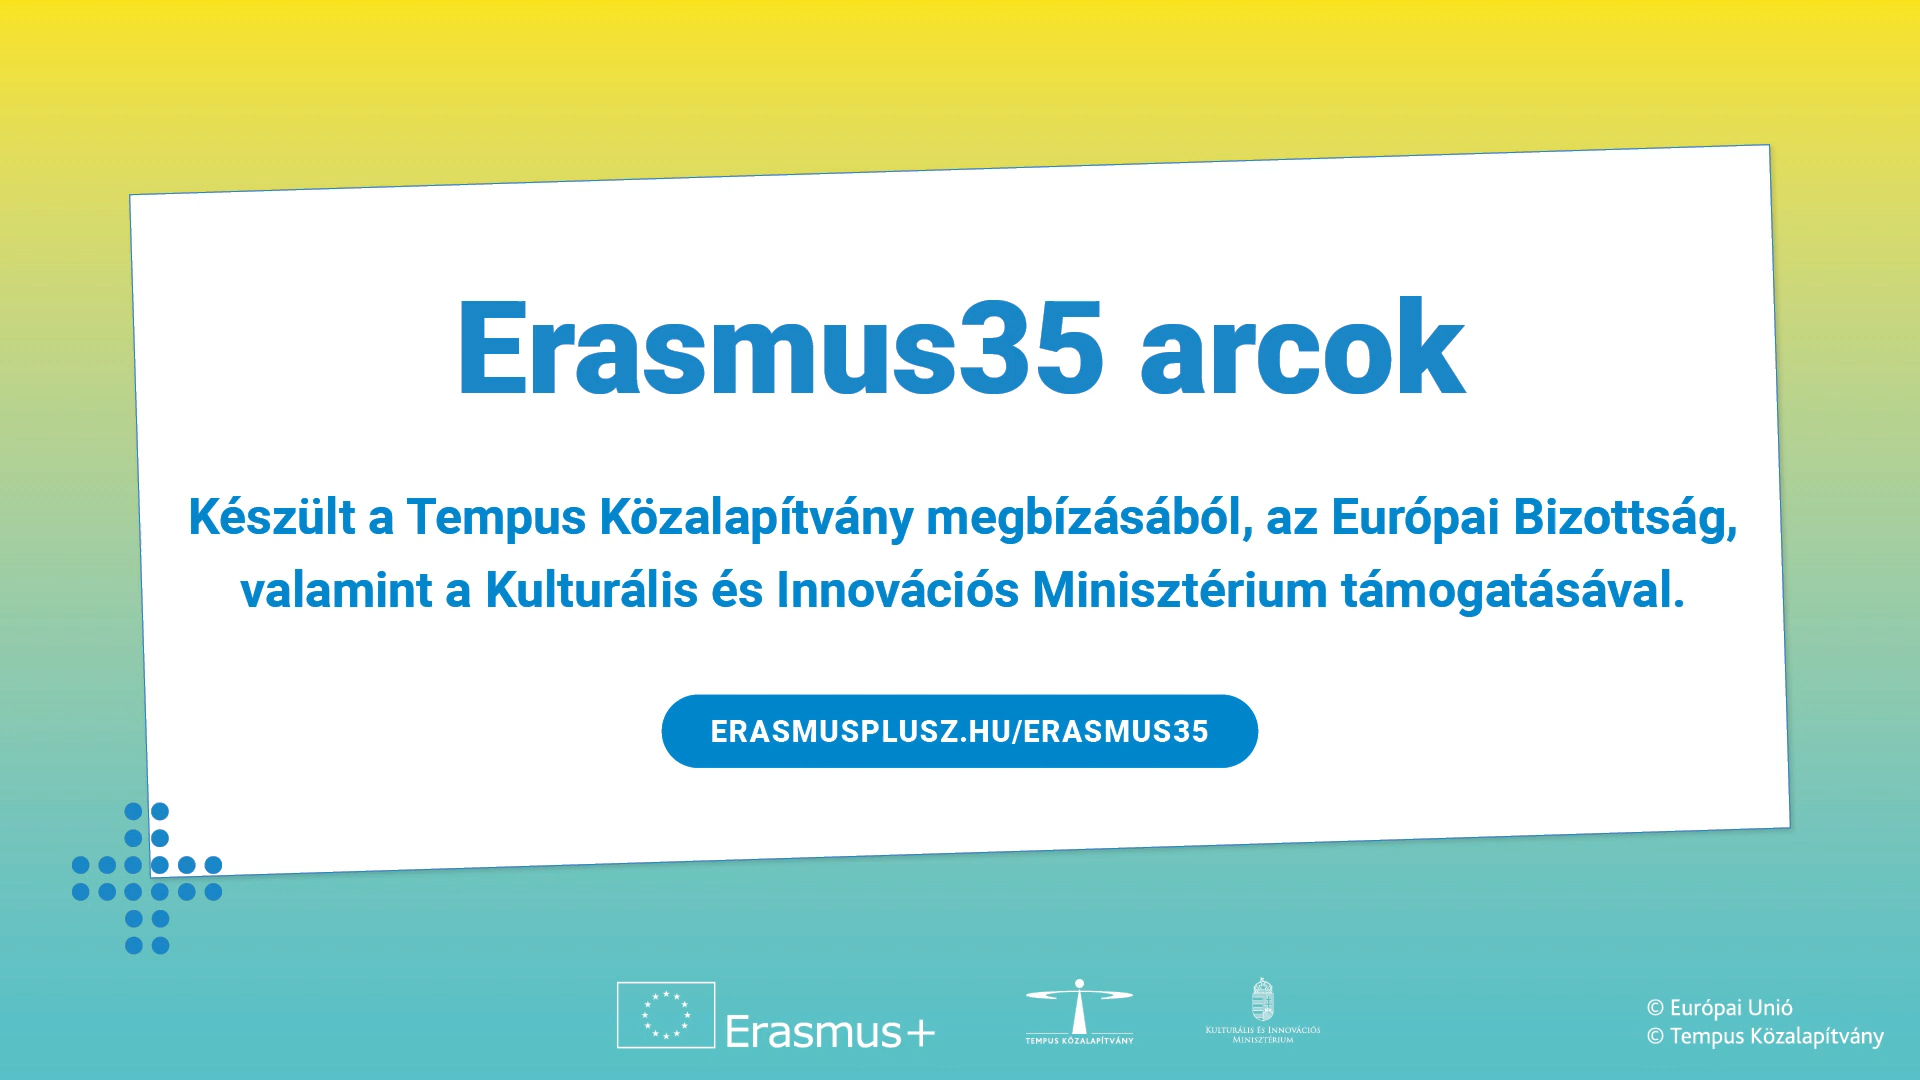 Erasmus35 arcok
Készült a Tempus Közalapítvány megbízásából, az Európai Bizottság,
valamint a Kulturális és Innovációs Minisztérium támogatásával.
ERASMUSPLUSZ.HU/ERASMUS35
Erasmus+
TEMPUS KÖZALAPÍTVÁNY
KULTURÁLIS ÉS INNOVÁCIÓS
MINISZTÉRIUM
© Európai Unió
© Tempus Közalapítvány